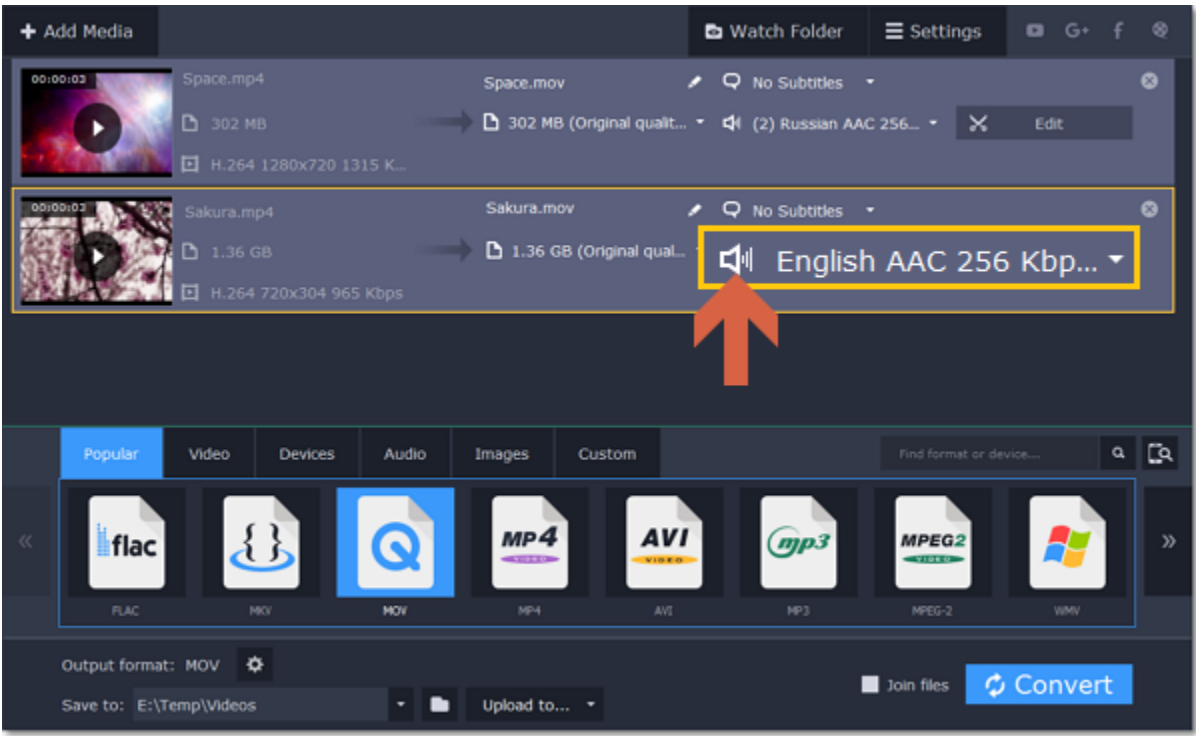 Add Media
Watch Folder
Settings
G+
f
00:00:03
Space.mp4
302 MB
H.264 1280x720 1315 K...
Space.mov
302 MB (Original qualit...
No Subtitles
(2) Russian AAC 256...
Edit
00:00:03
Sakura.mp4
1.36 GB
H.264 720x304 965 Kbps
Sakura.mov
1.36 GB (Original qual...
No Subtitles
English AAC 256 Kbp...
Popular
Video
Devices
Audio
Images
Custom
Find format or device....
flac
{ }
Q
MP4
VIDEO
AVI
VIDEO
mp3
MPEG2
VIDEO
FLAC
MKV
MOV
MP4
AVI
MP3
MPEG-2
WMV
Output format: MOV
Save to: E:\Temp\Videos
Upload to...
Join files
Convert